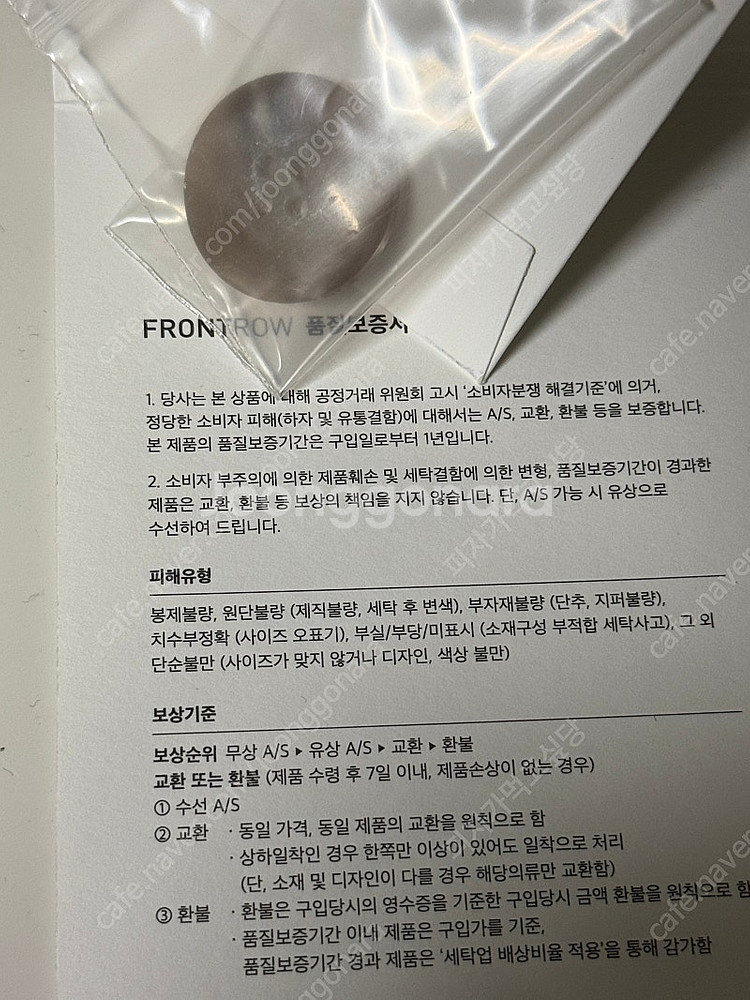 FRONTROW 품질보증서
1. 당사는 본 상품에 대해 공정거래 위원회 고시 '소비자분쟁 해결기준'에 의거,
정당한 소비자 피해(하자 및 유통결함)에 대해서는 A/S, 교환, 환불 등을 보증합니다.
본 제품의 품질보증기간은 구입일로부터 1년입니다.
2. 소비자 부주의에 의한 제품훼손 및 세탁결함에 의한 변형, 품질보증기간이 경과한
제품은 교환, 환불 등 보상의 책임을 지지 않습니다. 단, A/S 가능 시 유상으로
수선하여 드립니다.
피해유형
봉제불량, 원단불량 (제직불량, 세탁 후 변색), 부자재불량 (단추, 지퍼불량),
치수부정확 (사이즈 오표기), 부실/부당/미표시 (소재구성 부적합 세탁사고), 그 외
단순불만 (사이즈가 맞지 않거나 디자인, 색상 불만)
보상기준
보상순위 무상 A/S ▸ 유상 A/S ▸ 교환 ▸ 환불
교환 또는 환불 (제품 수령 후 7일 이내, 제품손상이 없는 경우)
① 수선 A/S
② 교환 · 동일 가격, 동일 제품의 교환을 원칙으로 함
· 상하일착인 경우 한쪽만 이상이 있어도 일착으로 처리
(단, 소재 및 디자인이 다를 경우 해당의류만 교환함)
③ 환불 · 환불은 구입당시의 영수증을 기준한 구입당시 금액 환불을 원칙으로 함
· 품질보증기간 이내 제품은 구입가를 기준,
품질보증기간 경과 제품은 '세탁업 배상비율 적용'을 통해 감가함
joonggonara
cafe.naver.com/joonggonara
피자가먹고싶당